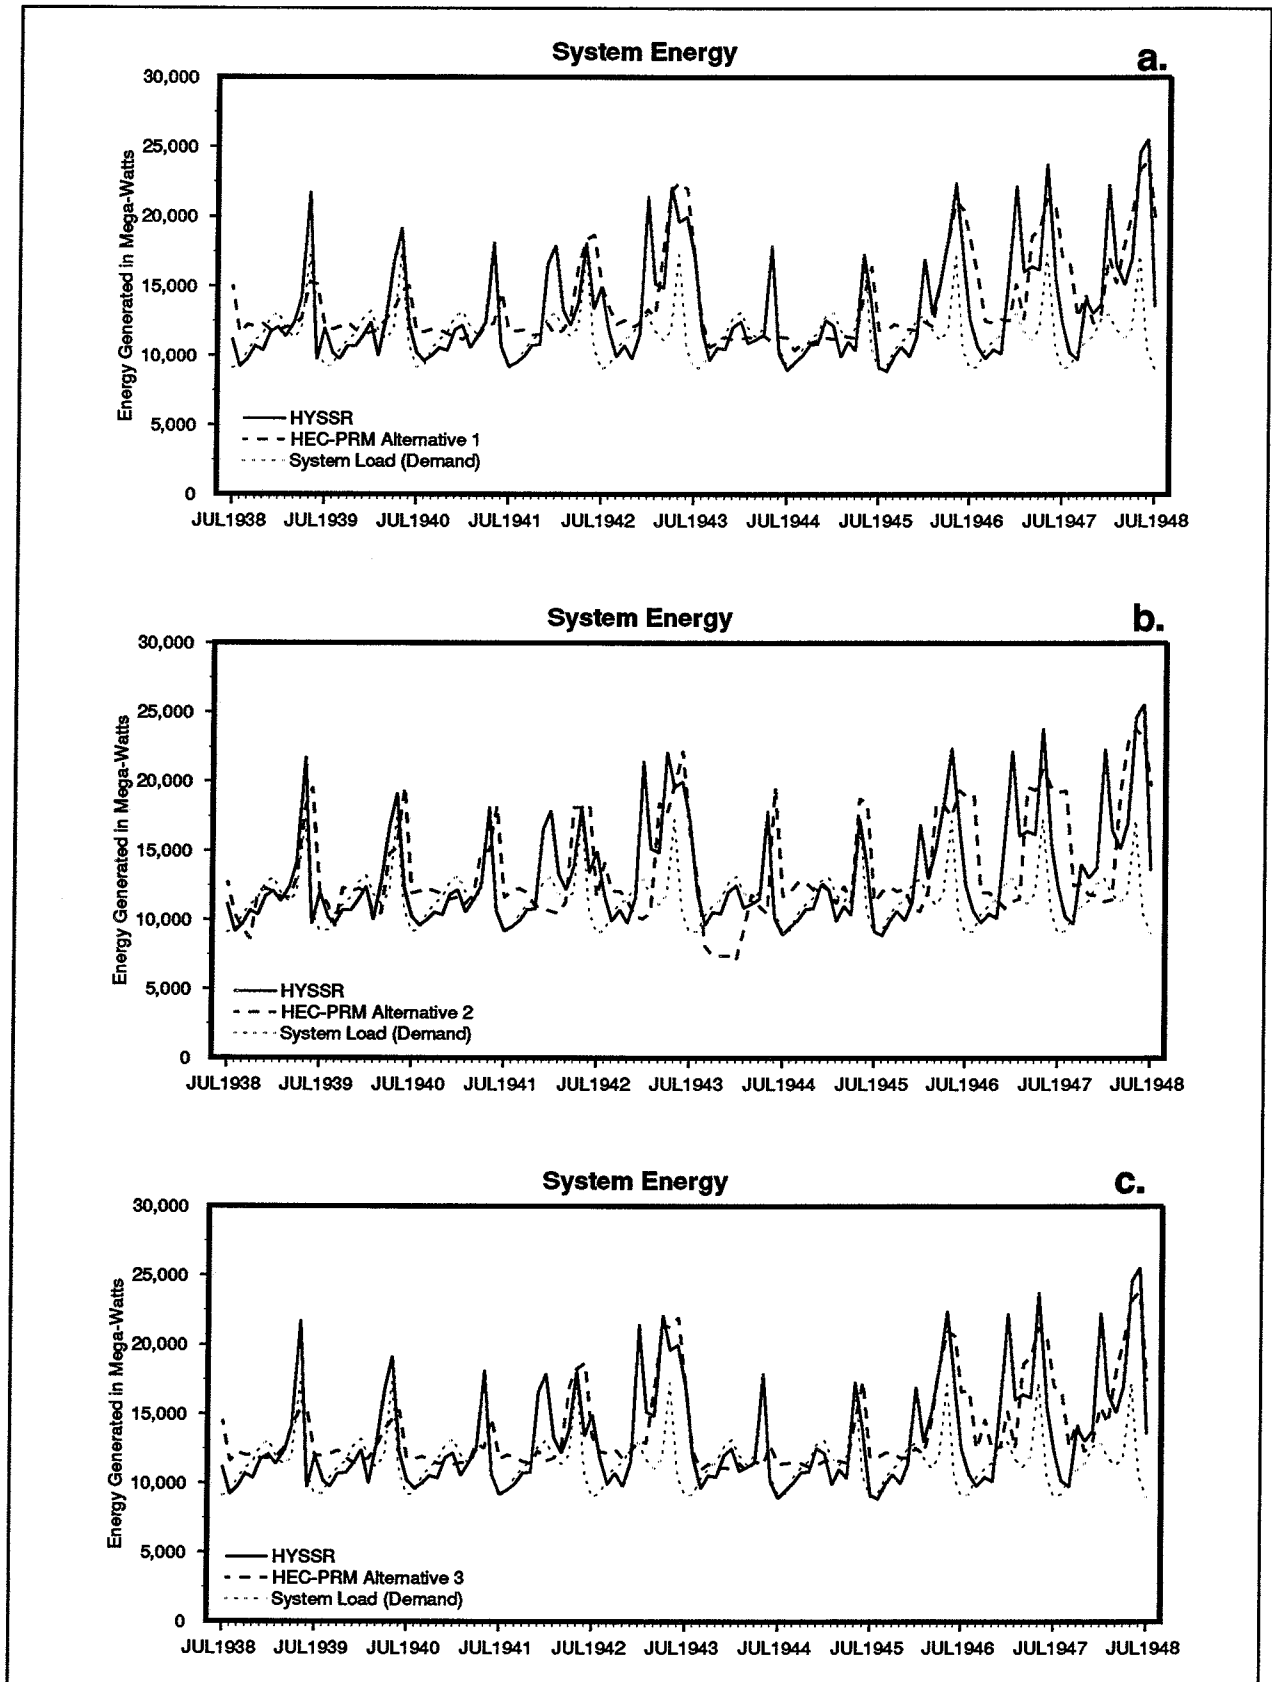 System Energy
a.
Energy Generated in Mega-Watts
30,000
25,000
20,000
15,000
10,000
5,000
0
HYSSR
HEC-PRM Alternative 1
System Load (Demand)
JUL1938 JUL1939 JUL1940 JUL1941 JUL1942 JUL1943 JUL1944 JUL1945 JUL1946 JUL1947 JUL1948
System Energy
b.
Energy Generated in Mega-Watts
30,000
25,000
20,000
15,000
10,000
5,000
0
HYSSR
HEC-PRM Alternative 2
System Load (Demand)
JUL1938 JUL1939 JUL1940 JUL1941 JUL1942 JUL1943 JUL1944 JUL1945 JUL1946 JUL1947 JUL1948
System Energy
c.
Energy Generated in Mega-Watts
30,000
25,000
20,000
15,000
10,000
5,000
0
HYSSR
HEC-PRM Alternative 3
System Load (Demand)
JUL1938 JUL1939 JUL1940 JUL1941 JUL1942 JUL1943 JUL1944 JUL1945 JUL1946 JUL1947 JUL1948